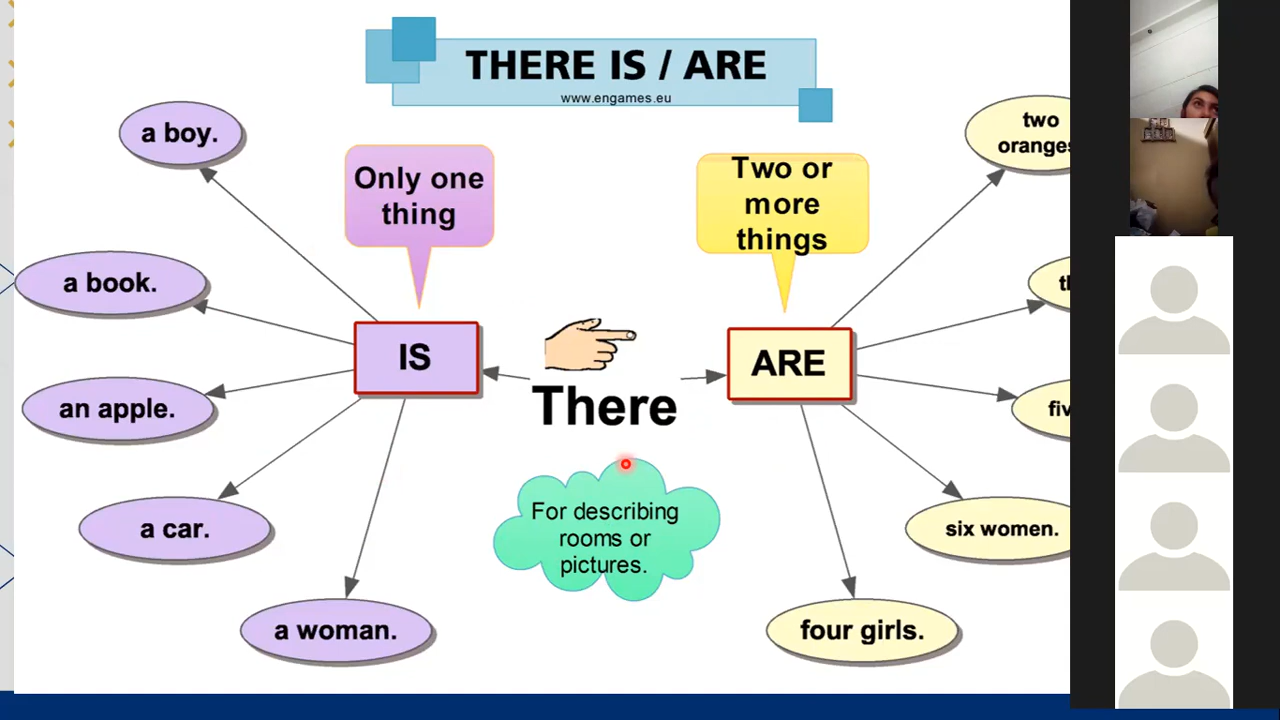 THERE IS / ARE
www.engames.eu
a boy.
Only one
thing
Two or
more
things
two
oranges
a book.
IS
There
ARE
an apple.
For describing
rooms or
pictures.
a car.
six women.
a woman.
four girls.